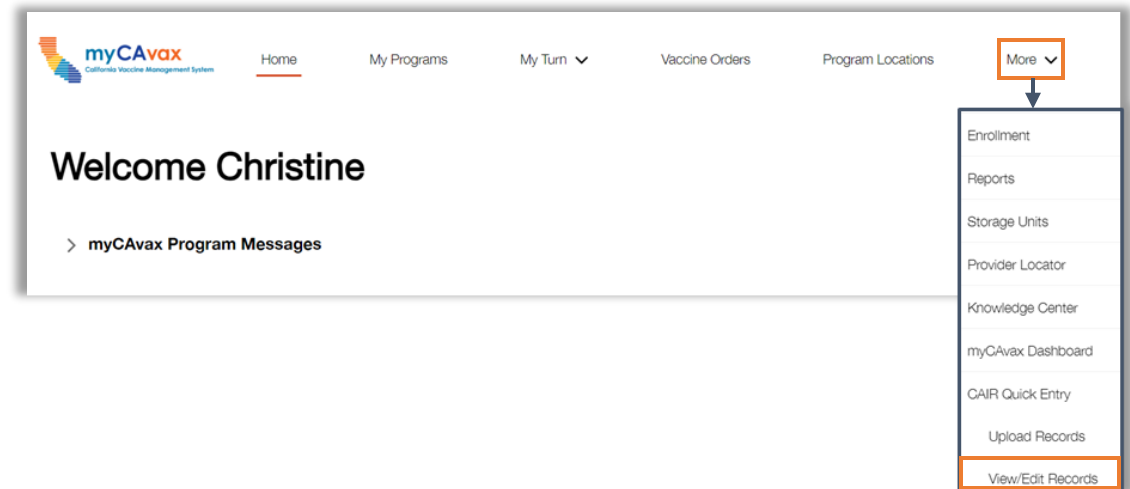 myCAvax
California Vaccine Management System
Home
My Programs
My Turn
Vaccine Orders
Program Locations
More
Welcome Christine
myCAvax Program Messages
Enrollment
Reports
Storage Units
Provider Locator
Knowledge Center
myCAvax Dashboard
CAIR Quick Entry
Upload Records
View/Edit Records